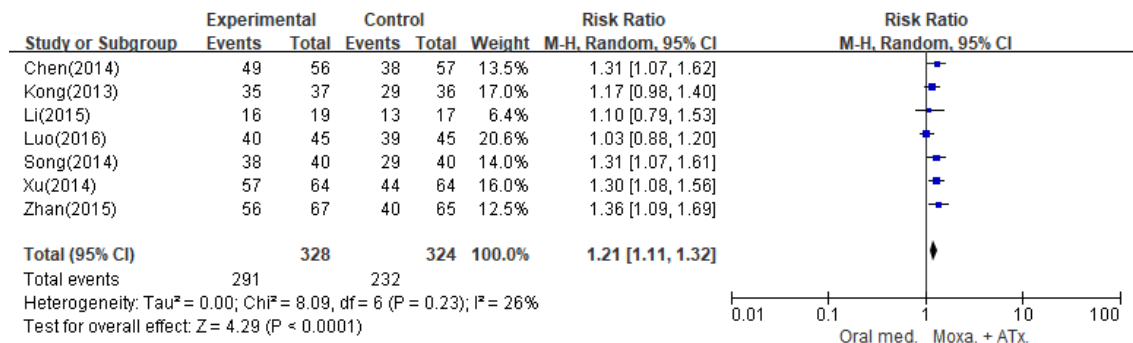 Experimental Control Risk Ratio Risk Ratio
Study or Subgroup Events Total Events Total Weight M-H, Random, 95% CI M-H, Random, 95% CI
Chen(2014) 49 56 38 57 13.5% 1.31 [1.07, 1.62]
Kong(2013) 35 37 29 36 17.0% 1.17 [0.98, 1.40]
Li(2015) 16 19 13 17 6.4% 1.10 [0.79, 1.53]
Luo(2016) 40 45 39 45 20.6% 1.03 [0.88, 1.20]
Song(2014) 38 40 29 40 14.0% 1.31 [1.07, 1.61]
Xu(2014) 57 64 44 64 16.0% 1.30 [1.08, 1.56]
Zhan(2015) 56 67 40 65 12.5% 1.36 [1.09, 1.69]
Total (95% CI) 328 324 100.0% 1.21 [1.11, 1.32]
Total events 291 232
Heterogeneity: Tau² = 0.00; Chi² = 8.09, df = 6 (P = 0.23); I² = 26%
Test for overall effect: Z = 4.29 (P < 0.0001)
0.01 0.1 1 10 100
Oral med. Moxa. + ATx.